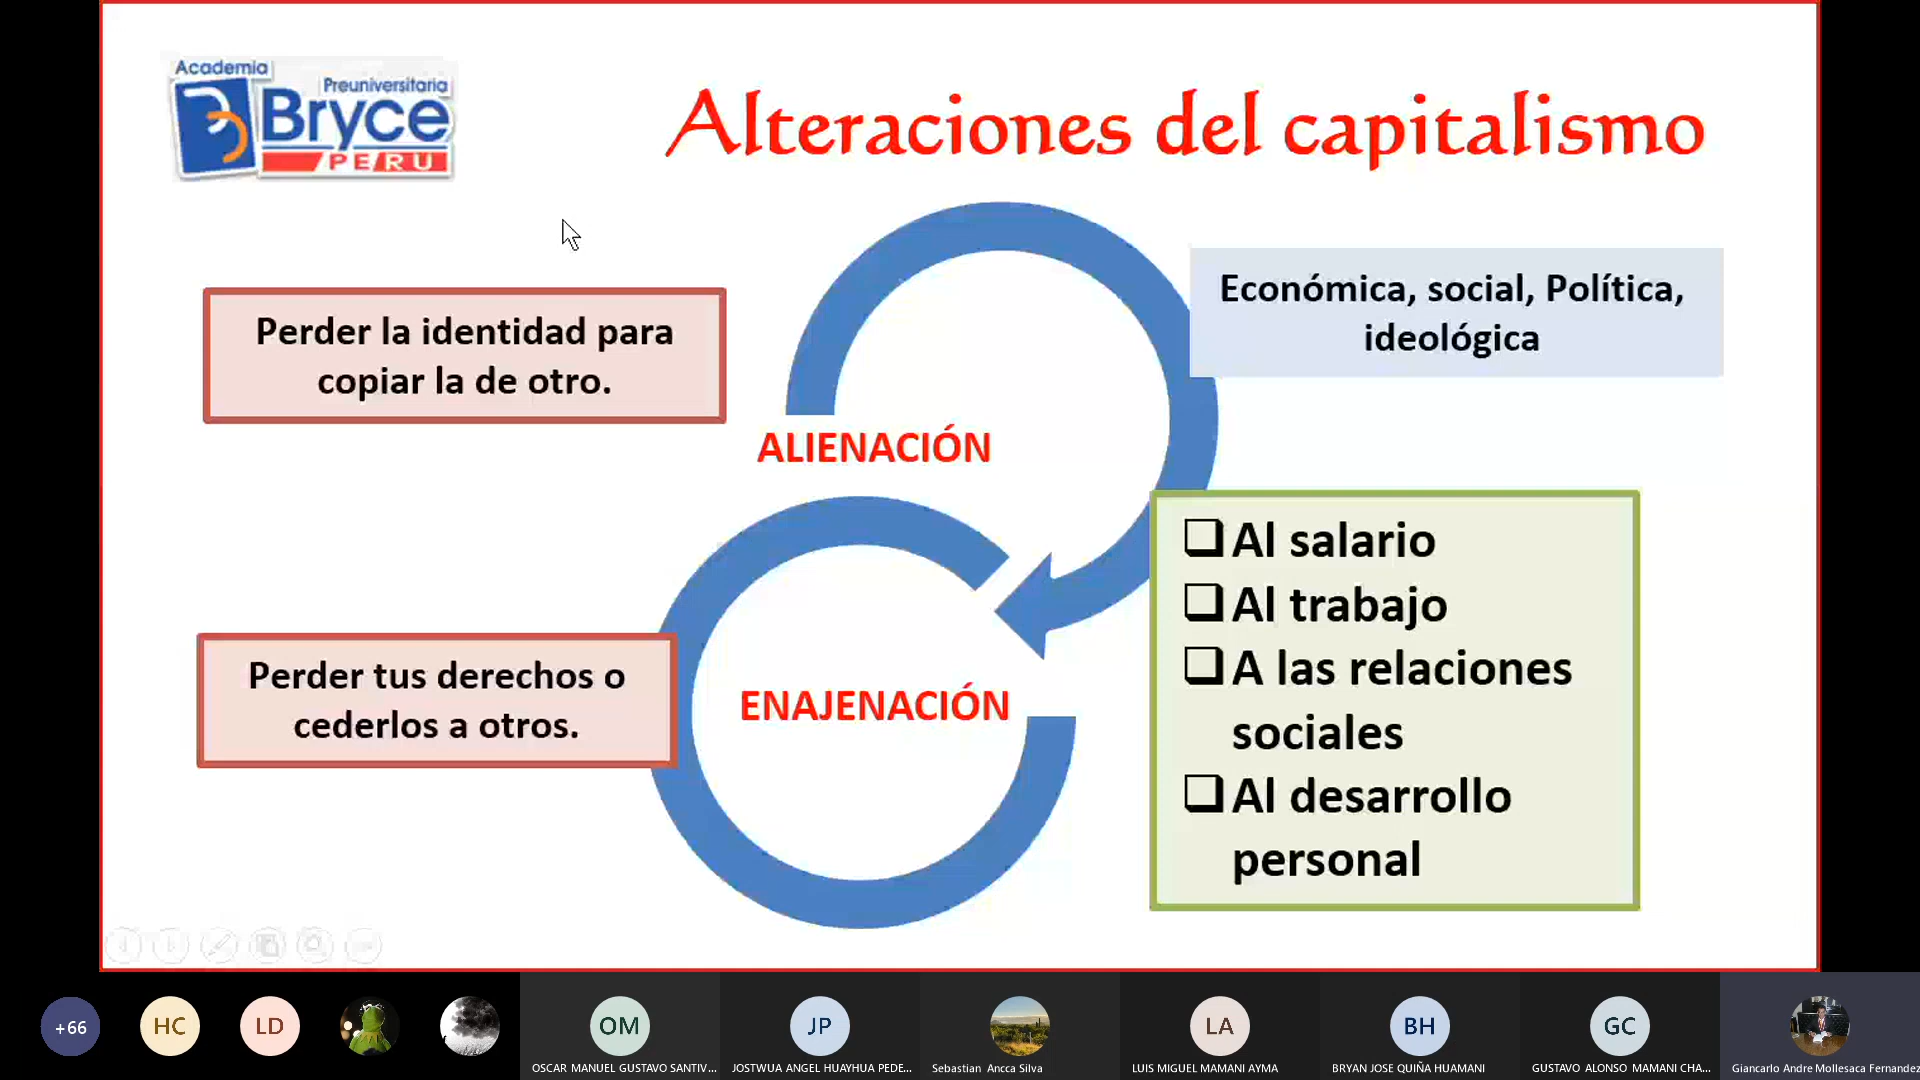 Academia
Preuniversitaria
Bryce
PERU
Alteraciones del capitalismo
Perder la identidad para
copiar la de otro.
Económica, social, Política,
ideológica
ALIENACIÓN
Perder tus derechos o
cederlos a otros.
ENAJENACIÓN
Al salario
Al trabajo
A las relaciones
sociales
Al desarrollo
personal
+66
HC
LD
OM
OSCAR MANUEL GUSTAVO SANTIV...
JP
JOSTWUA ANGEL HUAYHUA PEDE...
Sebastian Ancca Silva
LA
LUIS MIGUEL MAMANI AYMA
BH
BRYAN JOSE QUIÑA HUAMANI
GC
GUSTAVO ALONSO MAMANI CHA...
Giancarlo Andre Mollesaca Fernandez